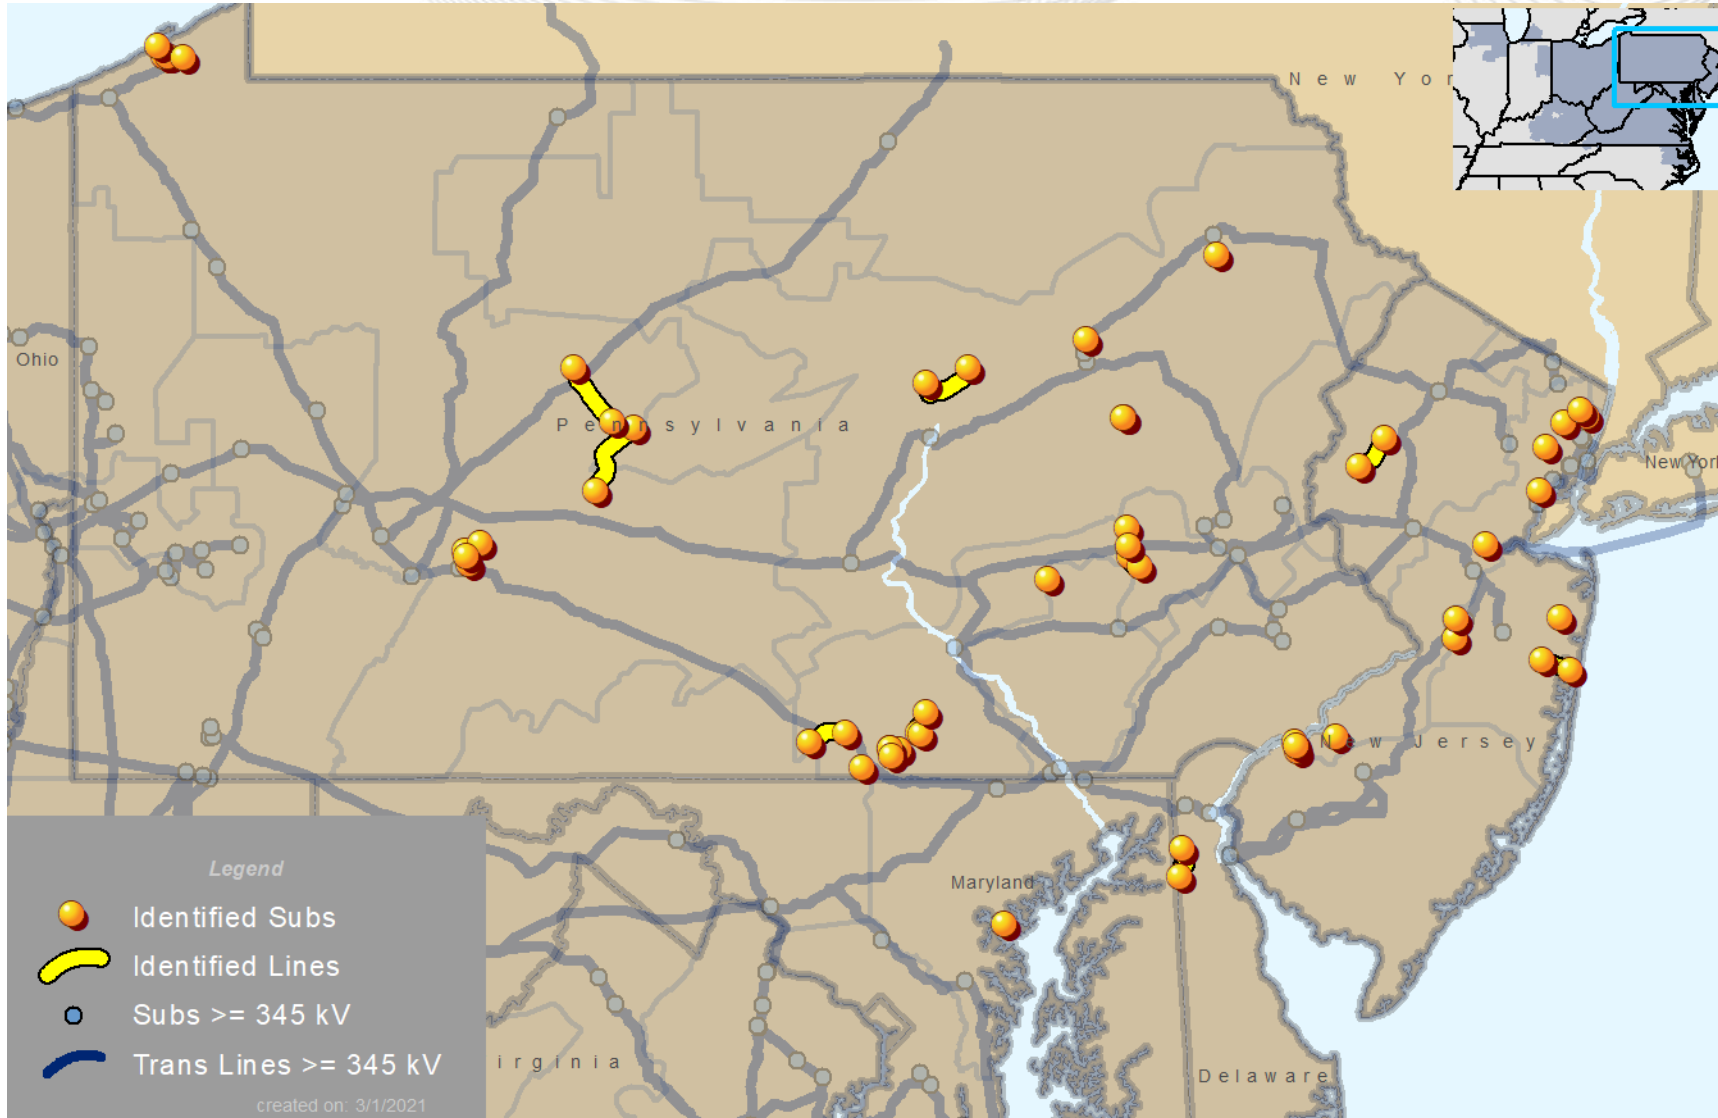 New Yor
Ohio
Pennsylvania
New York
New Jersey
Maryland
Delaware
irginia
Legend
Identified Subs
Identified Lines
Subs >= 345 kV
Trans Lines >= 345 kV
created on: 3/1/2021